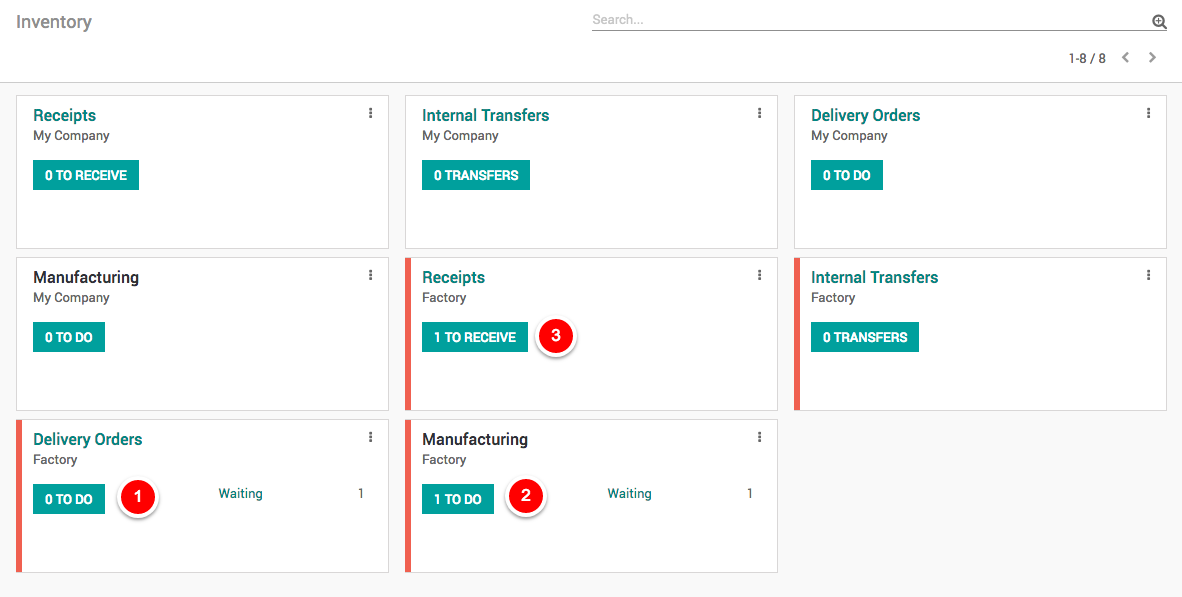 Inventory
Search...
1-8 / 8
Receipts
My Company
0 TO RECEIVE
Internal Transfers
My Company
0 TRANSFERS
Delivery Orders
My Company
0 TO DO
Manufacturing
My Company
0 TO DO
Receipts
Factory
1 TO RECEIVE
3
Internal Transfers
Factory
0 TRANSFERS
Delivery Orders
Factory
0 TO DO
1
Waiting 1
Manufacturing
Factory
1 TO DO
2
Waiting 1